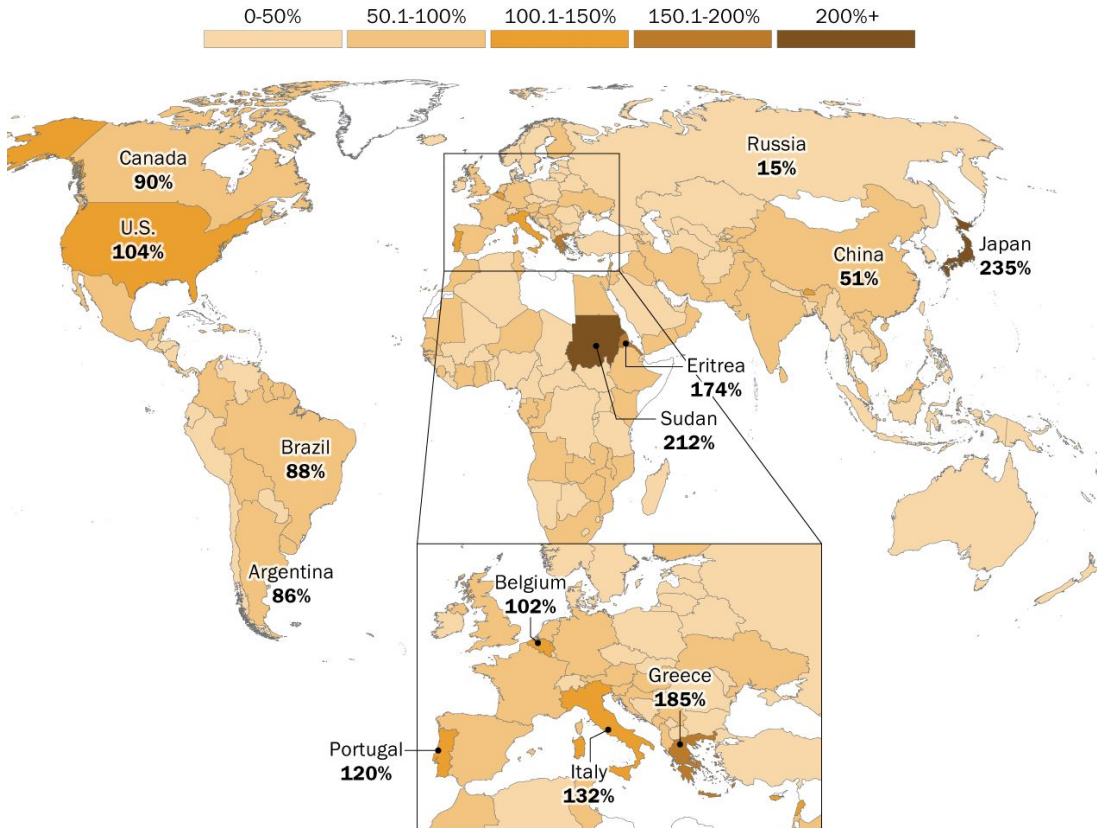 0-50% 50.1-100% 100.1-150% 150.1-200% 200%+
Canada
90%
U.S.
104%
Russia
15%
China
51%
Japan
235%
Eritrea
174%
Sudan
212%
Brazil
88%
Argentina
86%
Belgium
102%
Greece
185%
Portugal
120%
Italy
132%